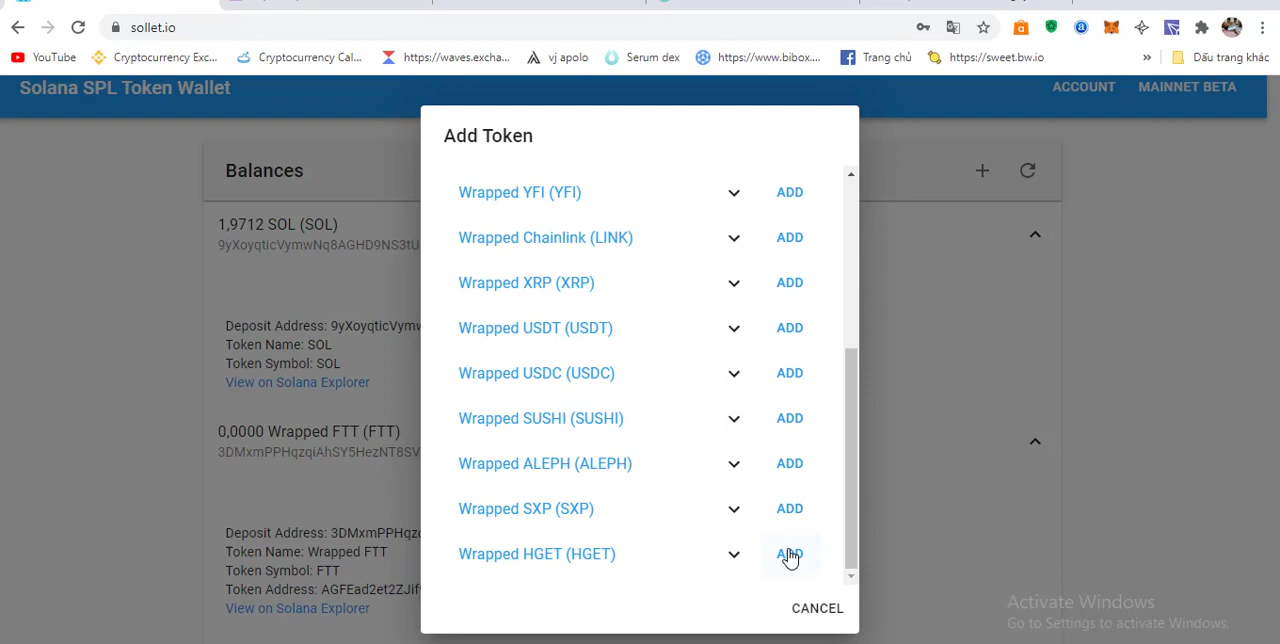 sollet.io
YouTube
Cryptocurrency Exc...
Cryptocurrency Cal...
https://waves.excha...
vj apolo
Serum dex
https://www.bibox....
Trang chủ
https://sweet.bw.io
»
Dấu trang khác
Solana SPL Token Wallet
ACCOUNT
MAINNET BETA
Add Token
Balances
Wrapped YFI (YFI)
ADD
1,9712 SOL (SOL)
9yXoyqticVymwNq8AGHD9NS3tU
Wrapped Chainlink (LINK)
ADD
Wrapped XRP (XRP)
ADD
Deposit Address: 9yXoyqticVymw
Token Name: SOL
Token Symbol: SOL
View on Solana Explorer
Wrapped USDT (USDT)
ADD
Wrapped USDC (USDC)
ADD
Wrapped SUSHI (SUSHI)
ADD
0,0000 Wrapped FTT (FTT)
3DMxmPPHqzqiAhSY5HezNT8SV
Wrapped ALEPH (ALEPH)
ADD
Wrapped SXP (SXP)
ADD
Deposit Address: 3DMxmPPHqz
Token Name: Wrapped FTT
Token Symbol: FTT
Token Address: AGFEad2et2ZJif
View on Solana Explorer
Wrapped HGET (HGET)
ADD
CANCEL
Activate Windows
Go to Settings to activate Windows.